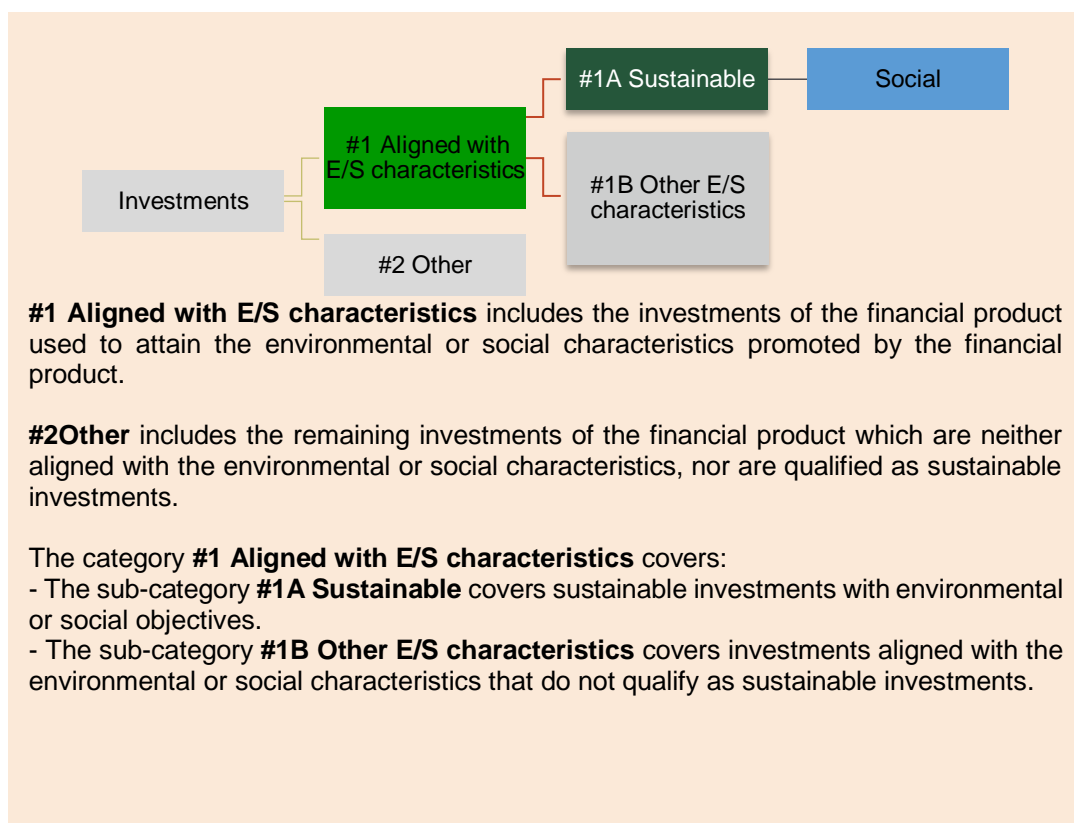 #1A Sustainable
Social
#1 Aligned with
E/S characteristics
Investments
#1B Other E/S
characteristics
#2 Other
#1 Aligned with E/S characteristics includes the investments of the financial product
used to attain the environmental or social characteristics promoted by the financial
product.
#2Other includes the remaining investments of the financial product which are neither
aligned with the environmental or social characteristics, nor are qualified as sustainable
investments.
The category #1 Aligned with E/S characteristics covers:
- The sub-category #1A Sustainable covers sustainable investments with environmental
or social objectives.
- The sub-category #1B Other E/S characteristics covers investments aligned with the
environmental or social characteristics that do not qualify as sustainable investments.